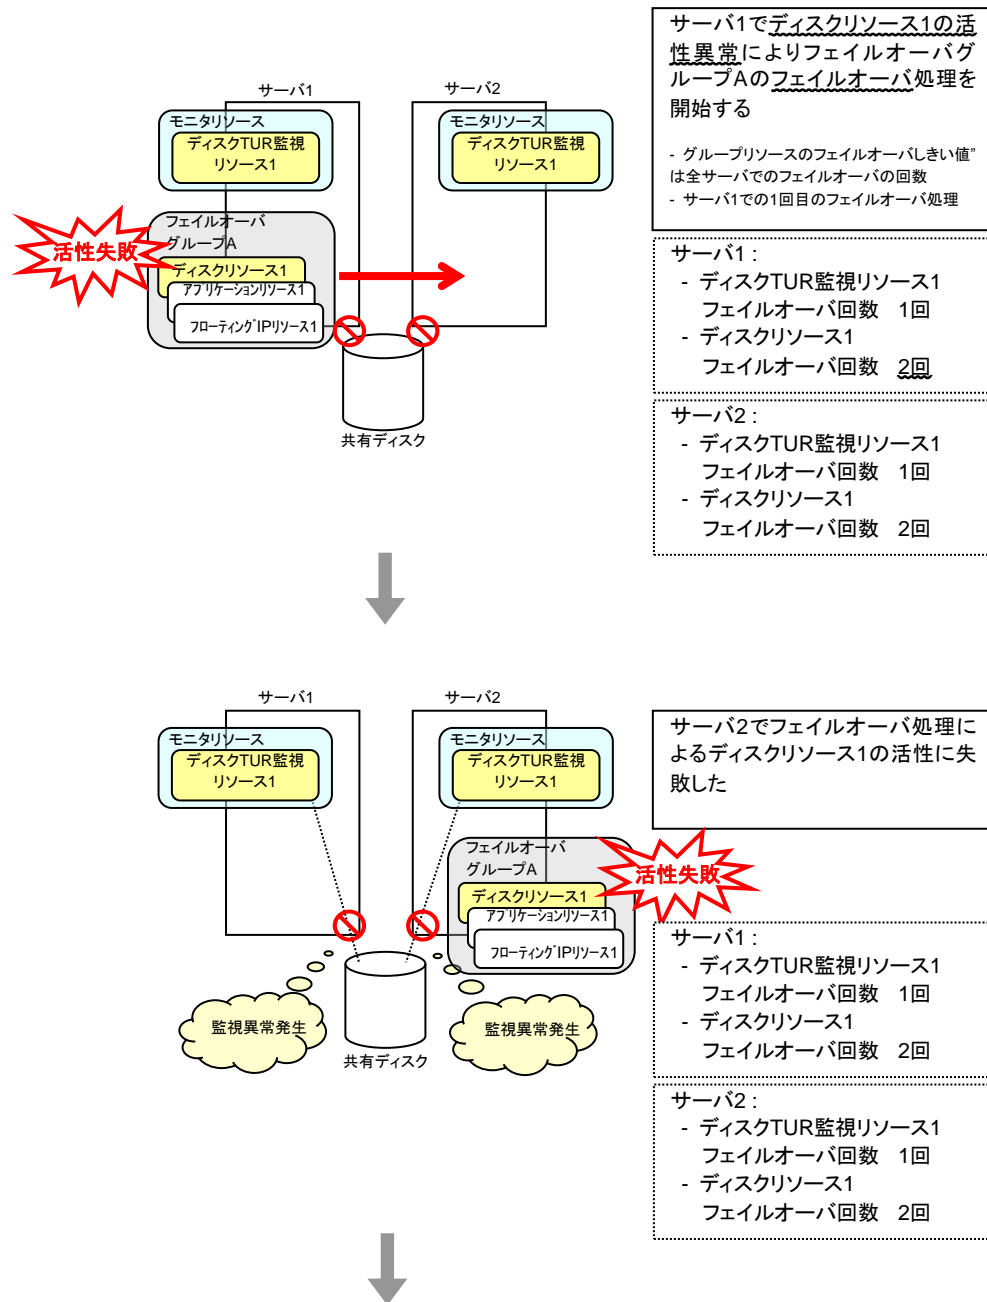 サーバ1
サーバ2
モニタリソース
ディスクTUR監視
リソース1
モニタリソース
ディスクTUR監視
リソース1
フェイルオーバ
グループA
活性失敗
ディスクリソース1
アプリケーションリソース1
フローティングIPリソース1
共有ディスク
サーバ1でディスクリソース1の活
性異常によりフェイルオーバグ
ループAのフェイルオーバ処理を
開始する
- グループリソースのフェイルオーバしきい値”
は全サーバでのフェイルオーバの回数
- サーバ1での1回目のフェイルオーバ処理
サーバ1 :
- ディスクTUR監視リソース1
フェイルオーバ回数 1回
- ディスクリソース1
フェイルオーバ回数 2回
サーバ2 :
- ディスクTUR監視リソース1
フェイルオーバ回数 1回
- ディスクリソース1
フェイルオーバ回数 2回
サーバ1
サーバ2
モニタリソース
ディスクTUR監視
リソース1
モニタリソース
ディスクTUR監視
リソース1
フェイルオーバ
グループA
活性失敗
ディスクリソース1
アプリケーションリソース1
フローティングIPリソース1
監視異常発生
監視異常発生
共有ディスク
サーバ2でフェイルオーバ処理に
よるディスクリソース1の活性に失
敗した
サーバ1 :
- ディスクTUR監視リソース1
フェイルオーバ回数 1回
- ディスクリソース1
フェイルオーバ回数 2回
サーバ2 :
- ディスクTUR監視リソース1
フェイルオーバ回数 1回
- ディスクリソース1
フェイルオーバ回数 2回